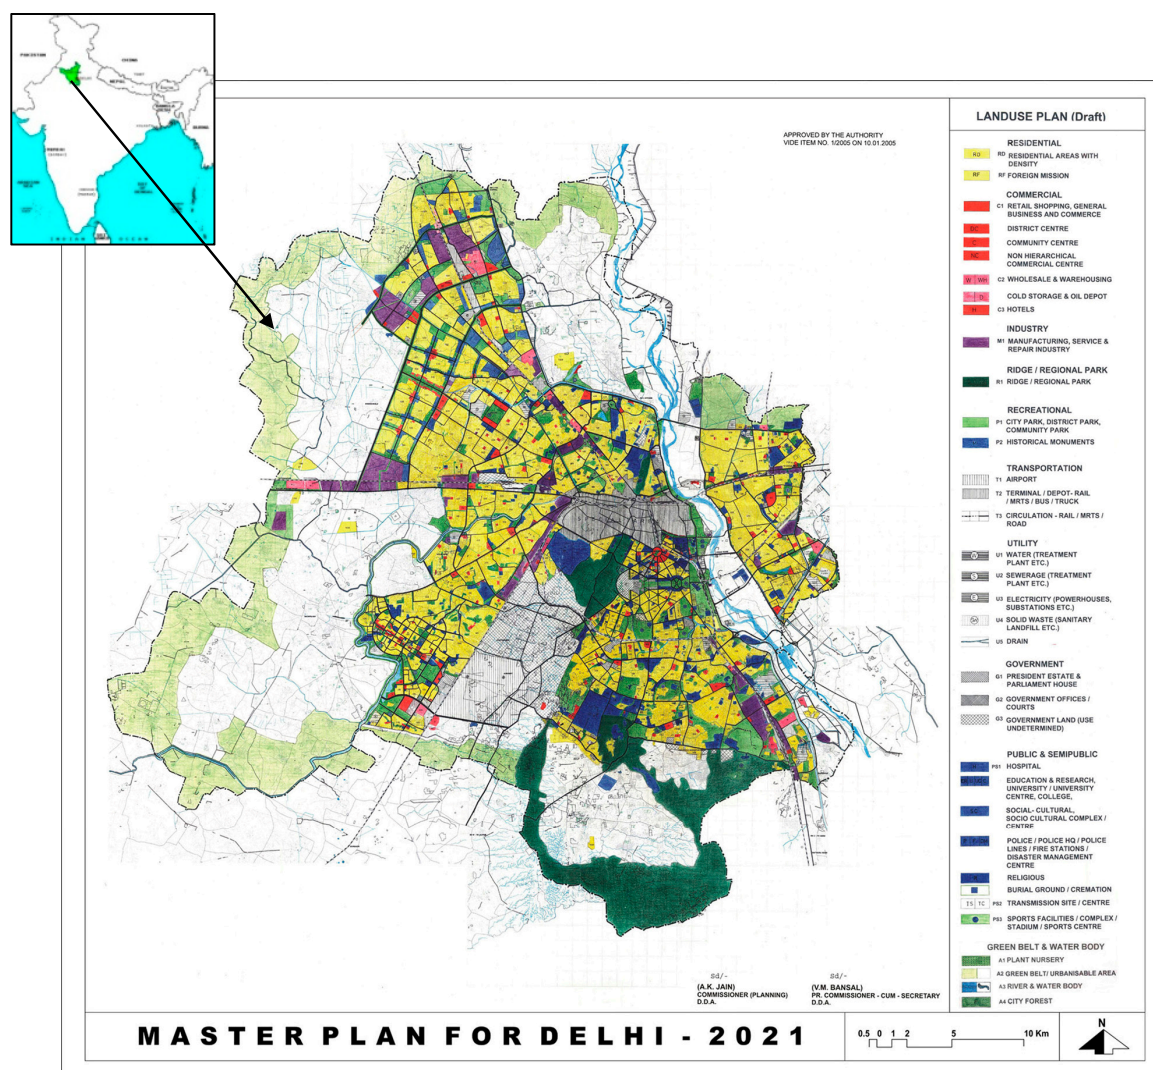 APPROVED BY THE AUTHORITY
VIDE ITEM NO. 1/2005 ON 10.01.2005
LANDUSE PLAN (Draft)
RESIDENTIAL
RD RD RESIDENTIAL AREAS WITH
DENSITY
RF RF FOREIGN MISSION
COMMERCIAL
C1 RETAIL SHOPPING, GENERAL
BUSINESS AND COMMERCE
DC DISTRICT CENTRE
C COMMUNITY CENTRE
NC NON HIERARCHICAL
COMMERCIAL CENTRE
W WH C2 WHOLESALE & WAREHOUSING
COLD STORAGE & OIL DEPOT
H C3 HOTELS
INDUSTRY
M1 MANUFACTURING, SERVICE &
REPAIR INDUSTRY
RIDGE / REGIONAL PARK
R1 RIDGE / REGIONAL PARK
RECREATIONAL
P1 CITY PARK, DISTRICT PARK,
COMMUNITY PARK
P2 HISTORICAL MONUMENTS
TRANSPORTATION
T1 AIRPORT
T2 TERMINAL / DEPOT- RAIL
/ MRTS / BUS / TRUCK
T3 CIRCULATION - RAIL / MRTS /
ROAD
UTILITY
W U1 WATER (TREATMENT
PLANT ETC.)
S U2 SEWERAGE (TREATMENT
PLANT ETC.)
E U3 ELECTRICITY (POWERHOUSES,
SUBSTATIONS ETC.)
U4 SOLID WASTE (SANITARY
LANDFILL ETC.)
U5 DRAIN
GOVERNMENT
G1 PRESIDENT ESTATE &
PARLIAMENT HOUSE
G2 GOVERNMENT OFFICES /
COURTS
G3 GOVERNMENT LAND (USE
UNDETERMINED)
PUBLIC & SEMIPUBLIC
PS1 HOSPITAL
EDUCATION & RESEARCH,
UNIVERSITY / UNIVERSITY
CENTRE, COLLEGE,
SOCIAL- CULTURAL,
SOCIO CULTURAL COMPLEX /
CENTRE
POLICE / POLICE HQ / POLICE
LINES / FIRE STATIONS /
DISASTER MANAGEMENT
CENTRE
RELIGIOUS
BURIAL GROUND / CREMATION
IS TC PS2 TRANSMISSION SITE / CENTRE
PS3 SPORTS FACILITIES / COMPLEX /
STADIUM / SPORTS CENTRE
GREEN BELT & WATER BODY
A1 PLANT NURSERY
A2 GREEN BELT/ URBANISABLE AREA
A3 RIVER & WATER BODY
A4 CITY FOREST
sd/-
(A.K. JAIN)
COMMISSIONER (PLANNING)
D.D.A.
sd/-
(V.M. BANSAL)
PR. COMMISSIONER - CUM - SECRETARY
D.D.A.
MASTER PLAN FOR DELHI - 2021
0.5 0 1 2 5 10 Km
N